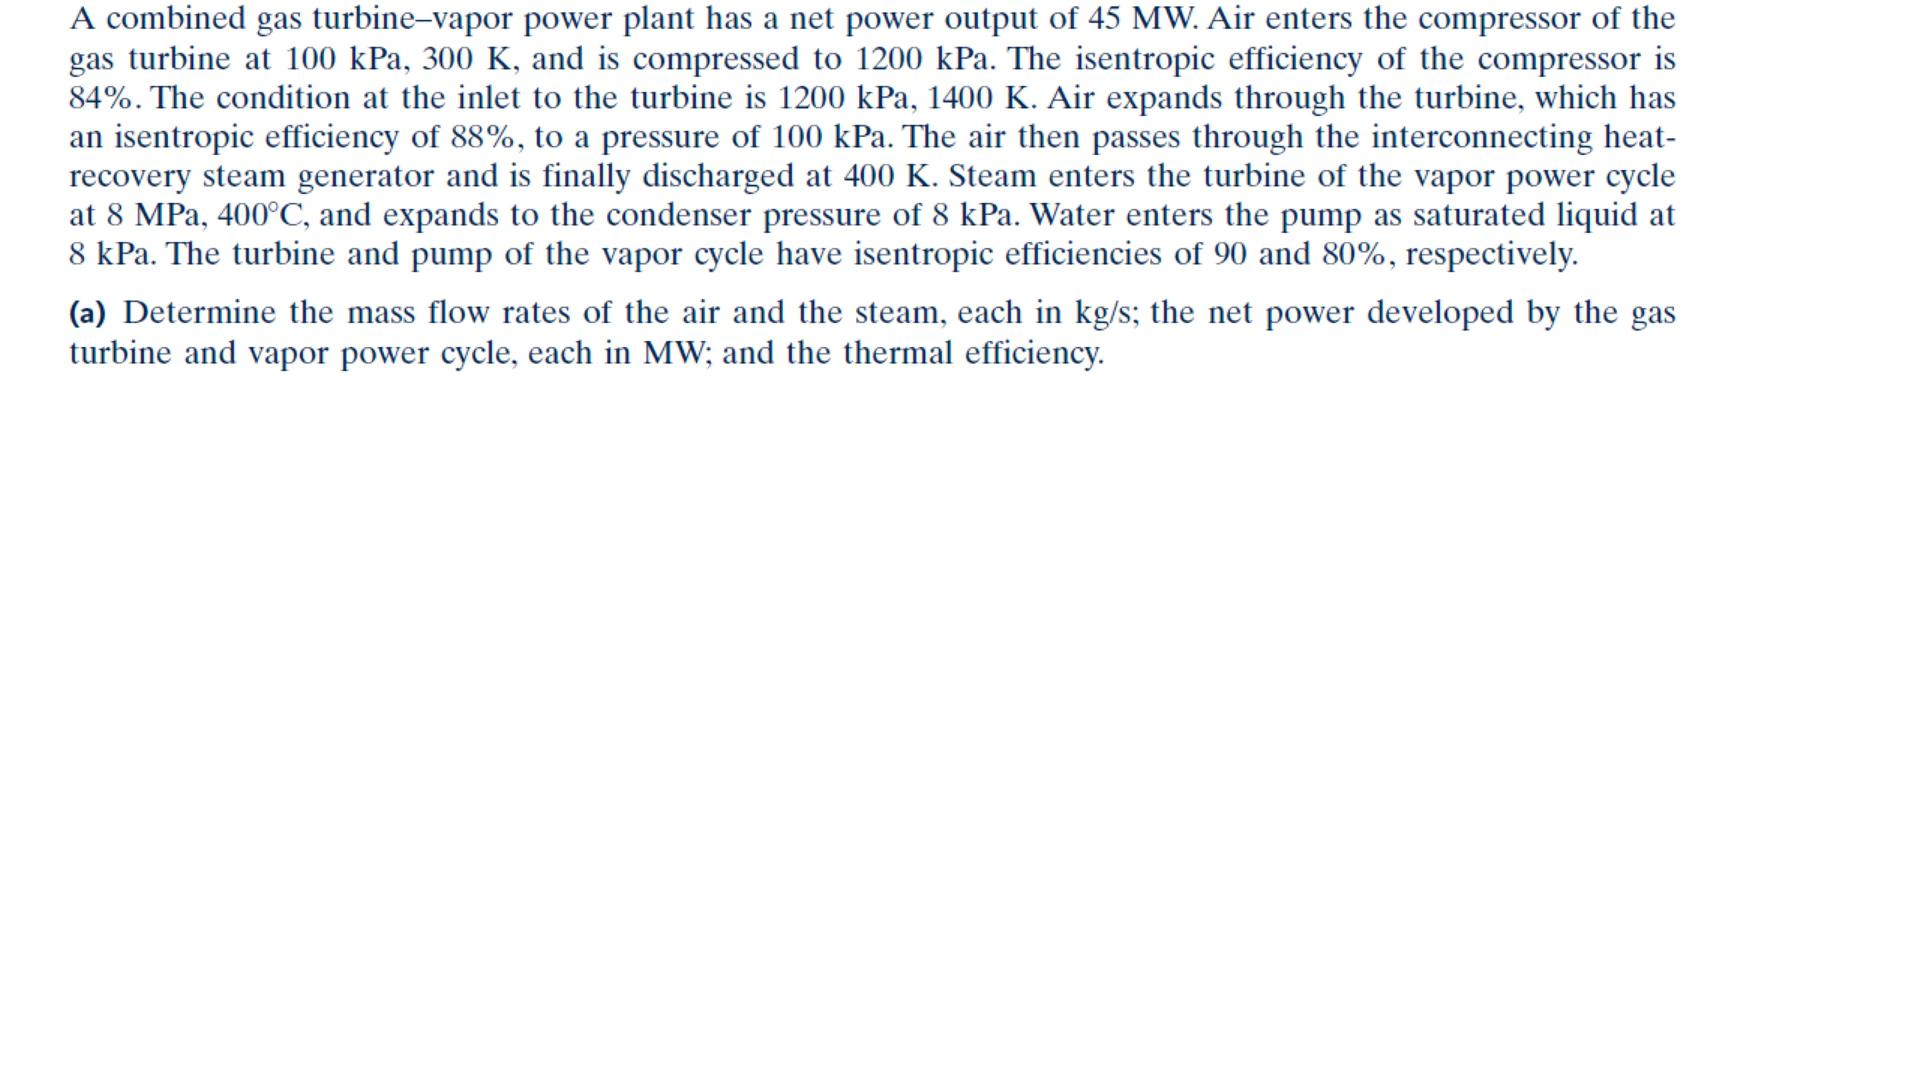 A combined gas turbine–vapor power plant has a net power output of 45 MW. Air enters the compressor of the
gas turbine at 100 kPa, 300 K, and is compressed to 1200 kPa. The isentropic efficiency of the compressor is
84%. The condition at the inlet to the turbine is 1200 kPa, 1400 K. Air expands through the turbine, which has
an isentropic efficiency of 88%, to a pressure of 100 kPa. The air then passes through the interconnecting heat-
recovery steam generator and is finally discharged at 400 K. Steam enters the turbine of the vapor power cycle
at 8 MPa, 400°C, and expands to the condenser pressure of 8 kPa. Water enters the pump as saturated liquid at
8 kPa. The turbine and pump of the vapor cycle have isentropic efficiencies of 90 and 80%, respectively.
(a) Determine the mass flow rates of the air and the steam, each in kg/s; the net power developed by the gas
turbine and vapor power cycle, each in MW; and the thermal efficiency.